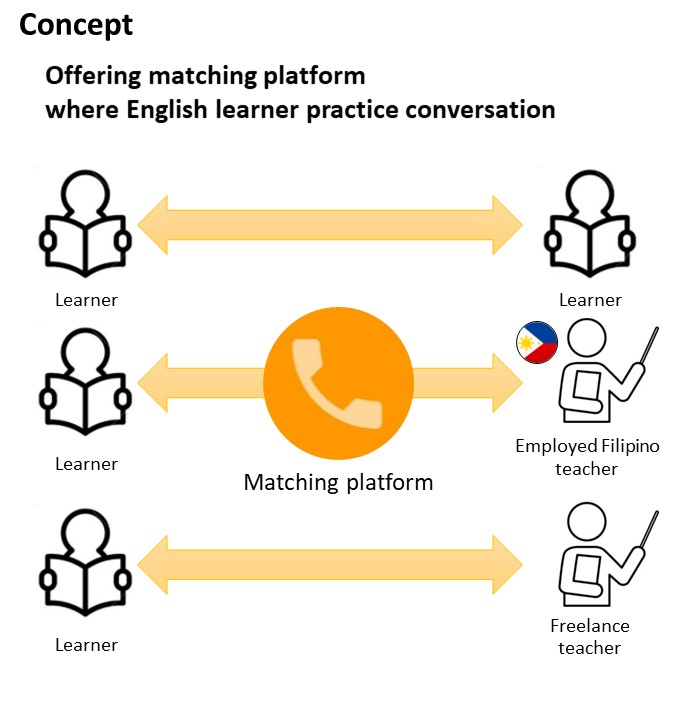 Concept
Offering matching platform
where English learner practice conversation
Learner
Learner
Learner
Employed Filipino
teacher
Matching platform
Learner
Freelance
teacher